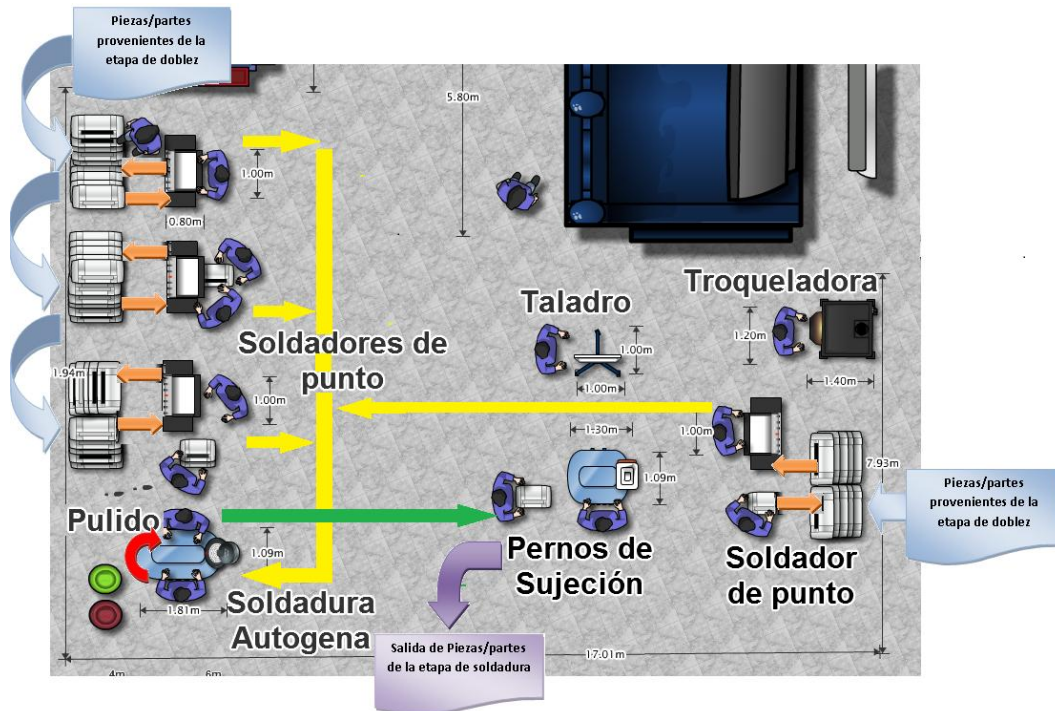 Piezas/partes
provenientes de la
etapa de doblez
5.80m
1.00m
0.80m
Soldadores de
punto
1.94m
1.00m
Taladro
1.00m
1.00m
Troqueladora
1.20m
1.40m
1.30m
1.09m
1.00m
7.93m
Piezas/partes
provenientes de la
etapa de doblez
Pulido
1.09m
1.81m
Soldadura
Autogena
Pernos de
Sujeción
Soldador
de punto
Salida de Piezas/partes
de la etapa de soldadura
17.01m
4m
6m